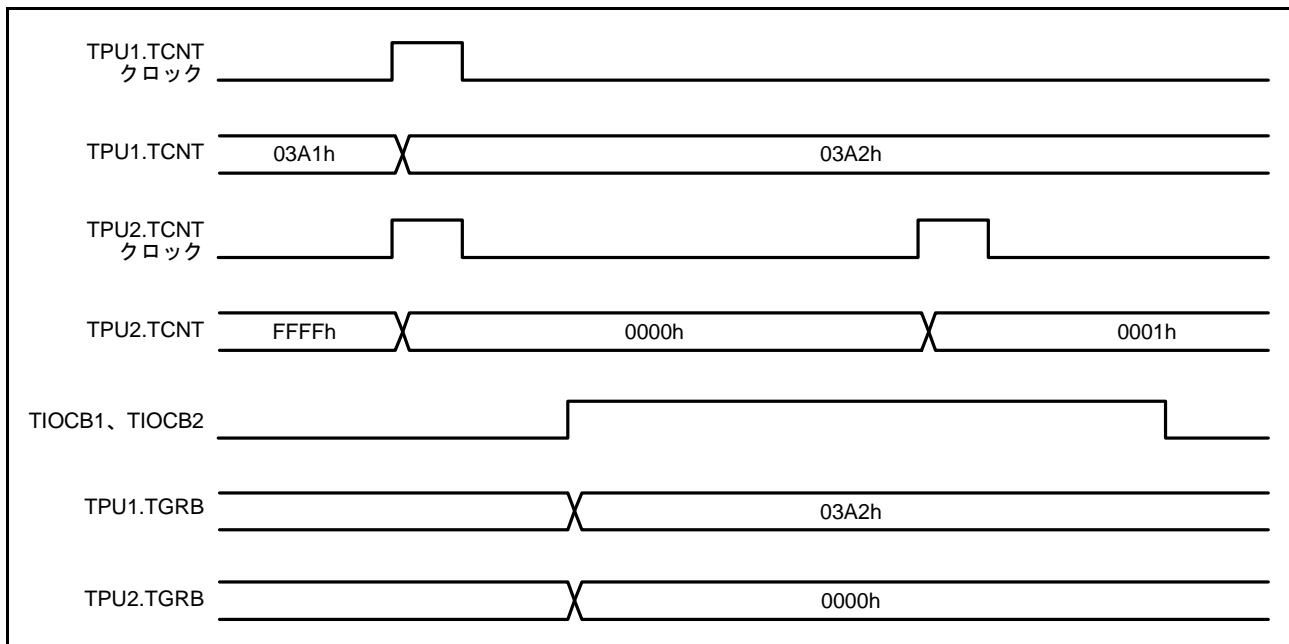 TPU1.TCNT
クロック
TPU1.TCNT
03A1h
03A2h
TPU2.TCNT
クロック
TPU2.TCNT
FFFFh
0000h
0001h
TIOCB1、TIOCB2
TPU1.TGRB
03A2h
TPU2.TGRB
0000h